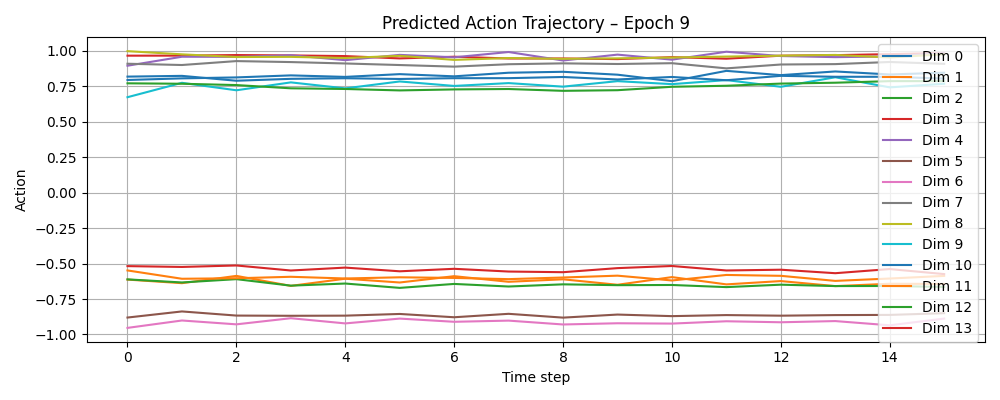 Predicted Action Trajectory – Epoch 9
1.00
0.75
0.50
0.25
0.00
−0.25
−0.50
−0.75
−1.00
Action
0 2 4 6 8 10 12 14
Time step
Dim 0
Dim 1
Dim 2
Dim 3
Dim 4
Dim 5
Dim 6
Dim 7
Dim 8
Dim 9
Dim 10
Dim 11
Dim 12
Dim 13